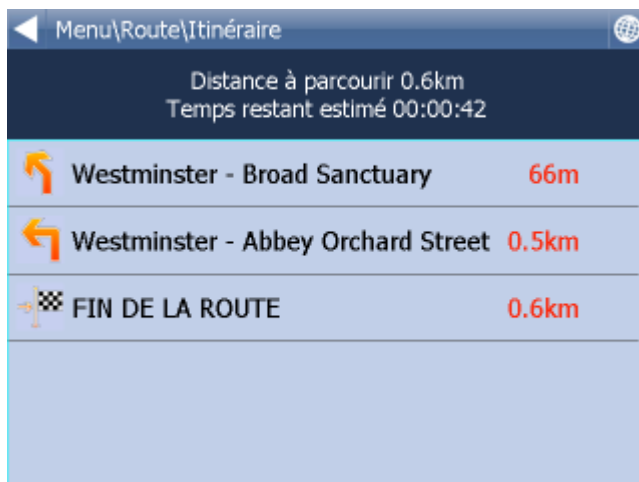 Menu\Route\Itinéraire
Distance à parcourir 0.6km
Temps restant estimé 00:00:42
Westminster - Broad Sanctuary 66m
Westminster - Abbey Orchard Street 0.5km
FIN DE LA ROUTE 0.6km